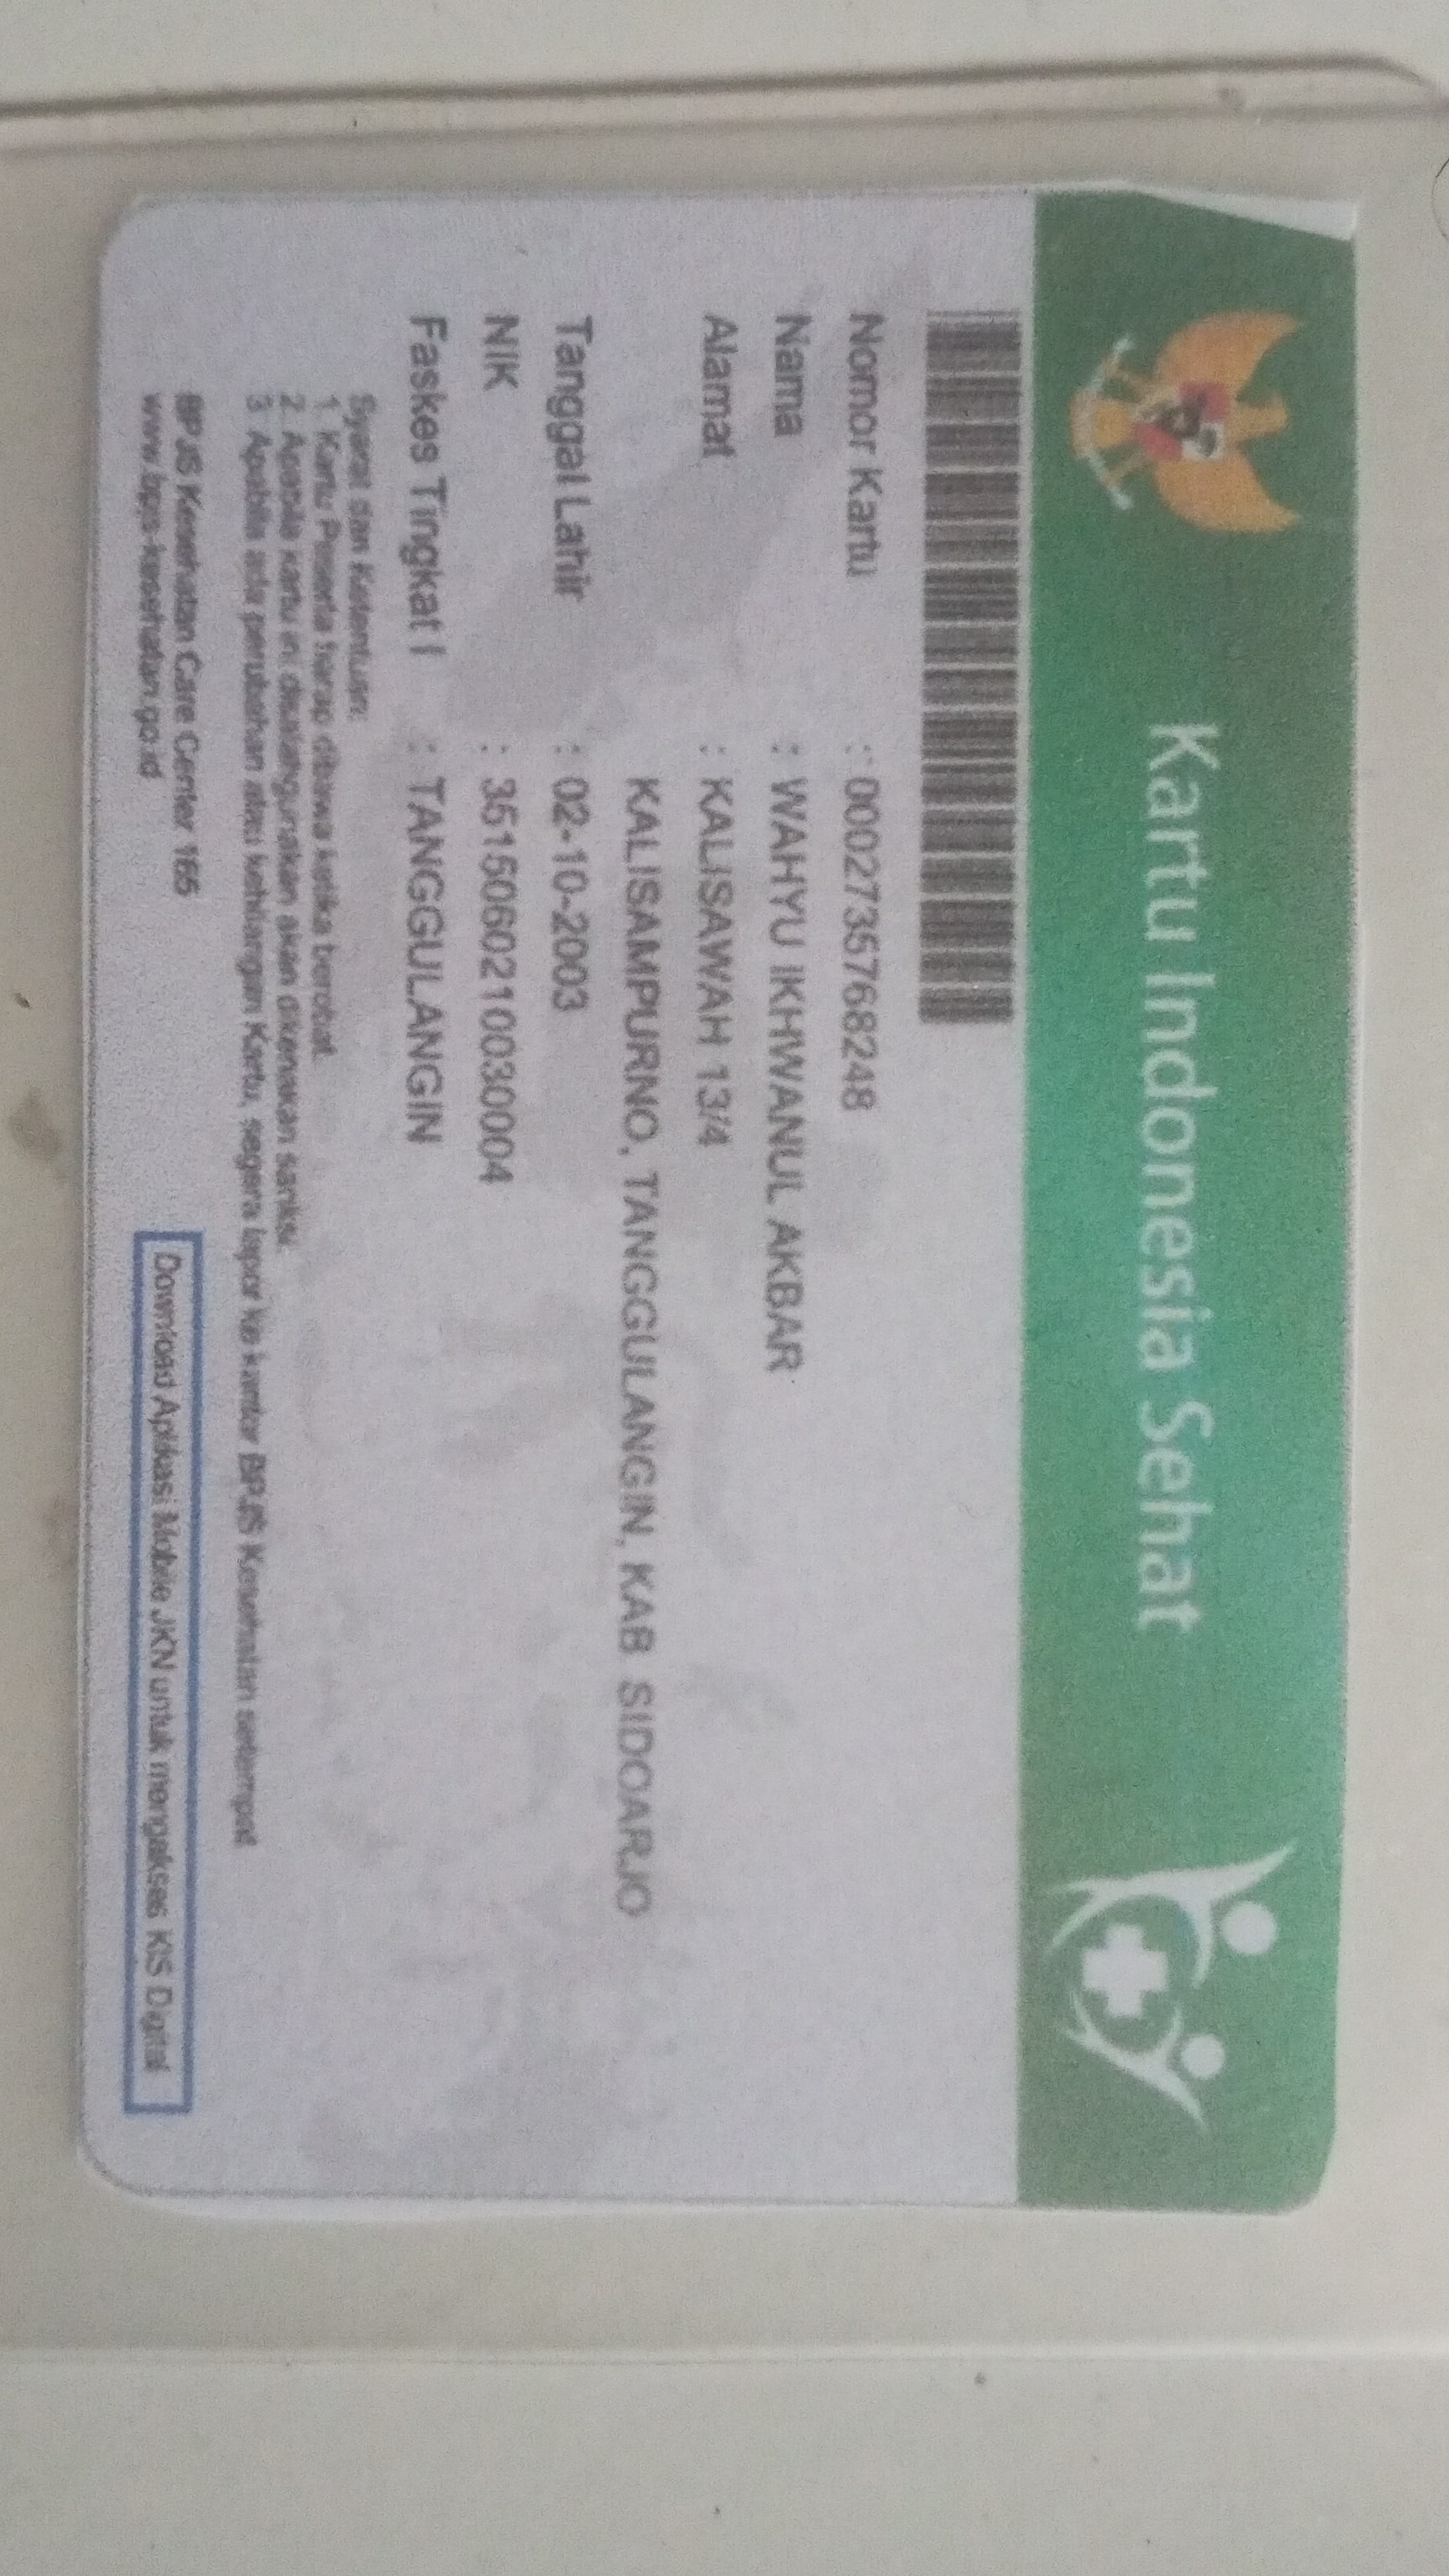 Kartu Indonesia Sehat
Nomor Kartu : 0002735768248
Nama : WAHYU IKHWANUL AKBAR
Alamat : KALISAWAH 13/4
KALISAMPURNO, TANGGULANGIN, KAB SIDOARJO
Tanggal Lahir : 02-10-2003
NIK : 3515060210030004
Faskes Tingkat I : TANGGULANGIN
Syarat dan Ketentuan:
1 Kartu Peserta harap dibawa ketika berobat
2 Apabila kartu ini disalahgunakan akan dikenakan sanksi.
3 Apabila ada perubahan atau kehilangan Kartu, segera lapor ke kantor BPJS Kesehatan setempat
BPJS Kesehatan Care Center 165
www.bpjs-kesehatan.go.id
Download Aplikasi Mobile JKN untuk mengakses KIS Digital